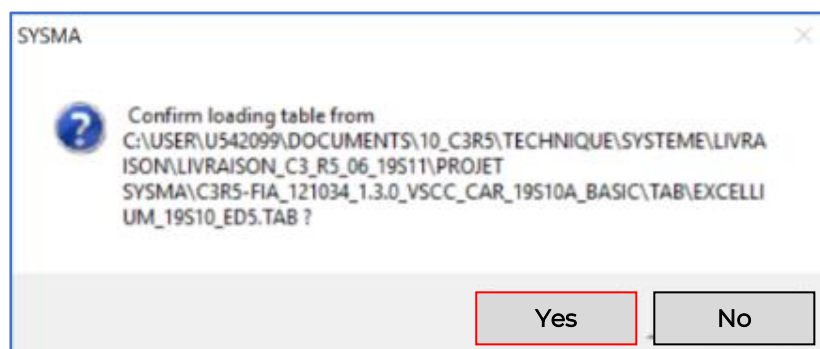 SYSMA
Confirm loading table from
C:\USER\U542099\DOCUMENTS\10_C3R5\TECHNIQUE\SYSTEME\LIVRA
ISON\LIVRAISON_C3_R5_06_19S11\PROJET
SYSMA\C3R5-FIA_121034_1.3.0_VSCC_CAR_19S10A_BASIC\TAB\EXCELLI
UM_19S10_ED5.TAB ?
Yes
No